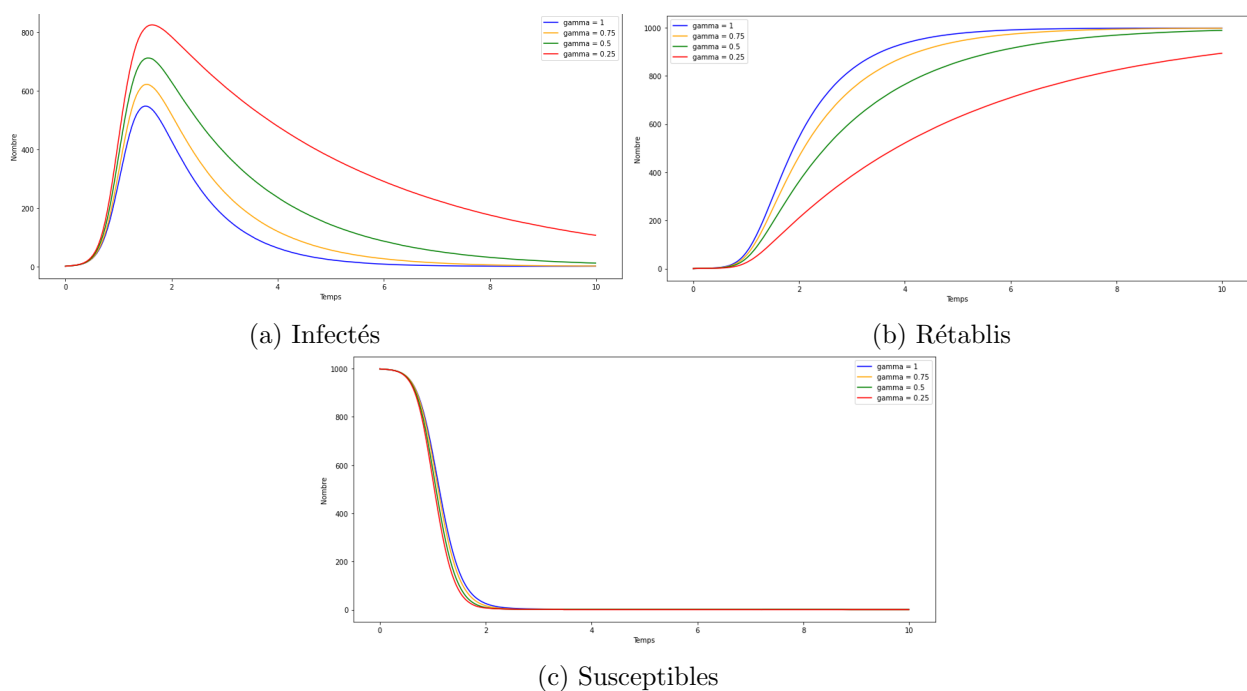 800
600
400
200
0
Nombre
gamma = 1
gamma = 0.75
gamma = 0.5
gamma = 0.25
0 2 4 6 8 10
Temps
(a) Infectés
1000
800
600
400
200
0
Nombre
gamma = 1
gamma = 0.75
gamma = 0.5
gamma = 0.25
0 2 4 6 8 10
Temps
(b) Rétablis
1000
800
600
400
200
0
Nombre
gamma = 1
gamma = 0.75
gamma = 0.5
gamma = 0.25
0 2 4 6 8 10
Temps
(c) Susceptibles